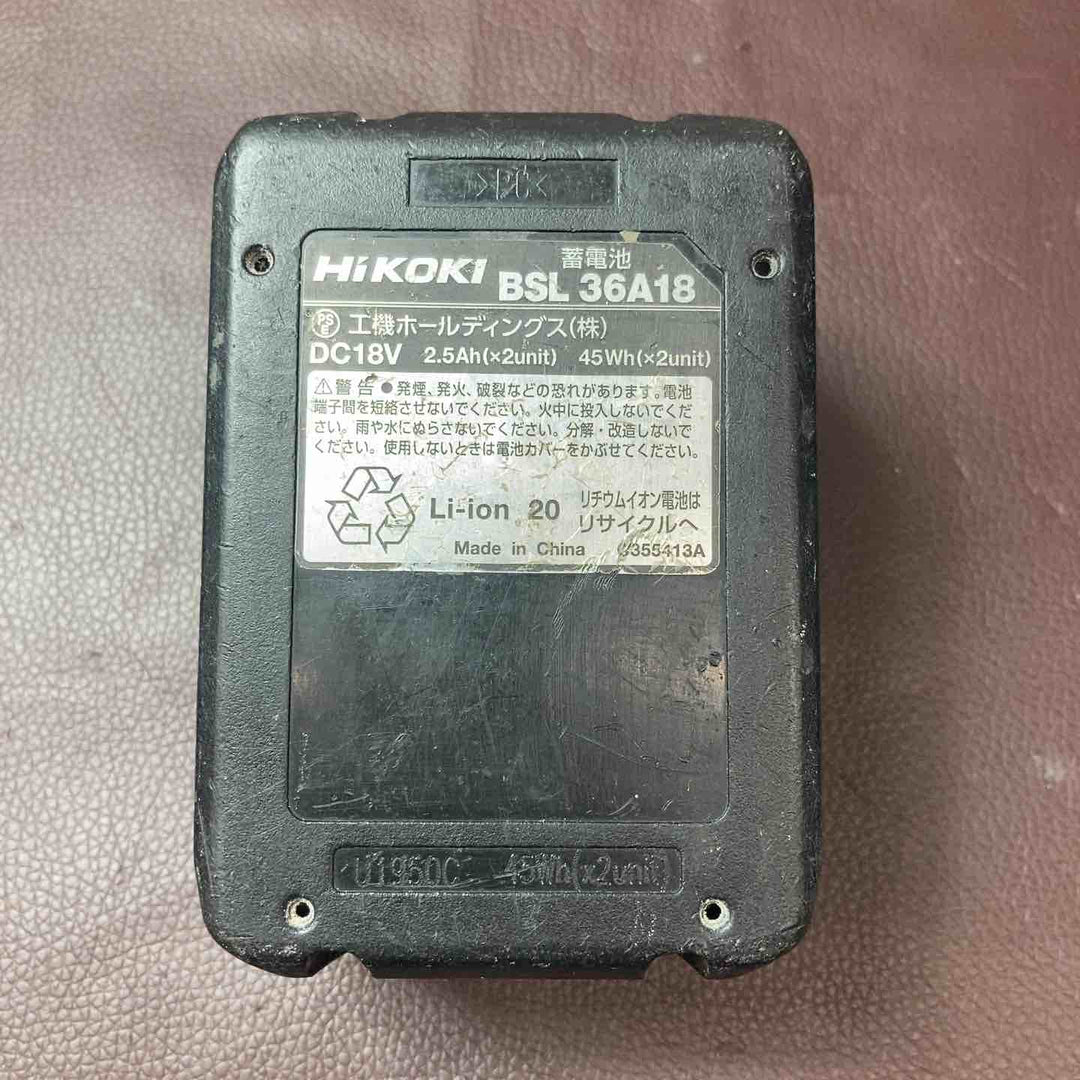 >PC<
HiKOKI 蓄電池
BSL 36A18
PS
E 工機ホールディングス(株)
DC18V 2.5Ah(×2unit) 45Wh(×2unit)
⚠警告 ●発煙、発火、破裂などの恐れがあります。電池
端子間を短絡させないでください。火中に投入しないでくだ
さい。雨や水にぬらさないでください。分解・改造しないで
ください。使用しないときは電池カバーをかぶせてください。
Li-ion 20 リチウムイオン電池は
リサイクルへ
Made in China G355413A
45Wh(x2unit)